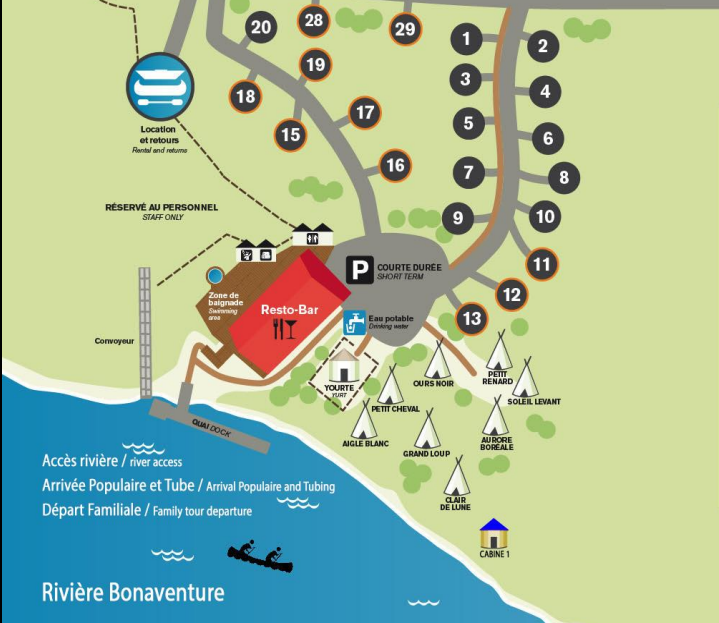 20
28
29
1
2
19
3
18
4
17
5
15
6
Location
et retours
Rental and returns
16
7
8
RÉSERVÉ AU PERSONNEL
STAFF ONLY
9
10
11
P
COURTE DURÉE
SHORT TERM
12
13
Zone de
baignade
Swimming
area
Resto-Bar
Eau potable
Drinking water
Convoyeur
YOURTE
YURT
OURS NOIR
PETIT
RENARD
SOLEIL LEVANT
PETIT CHEVAL
QUAI DOCK
AIGLE BLANC
GRAND LOUP
AURORE
BORÉALE
CLAIR
DE LUNE
CABINE 1
Accès rivière / river access
Arrivée Populaire et Tube / Arrival Populaire and Tubing
Départ Familiale / Family tour departure
Rivière Bonaventure